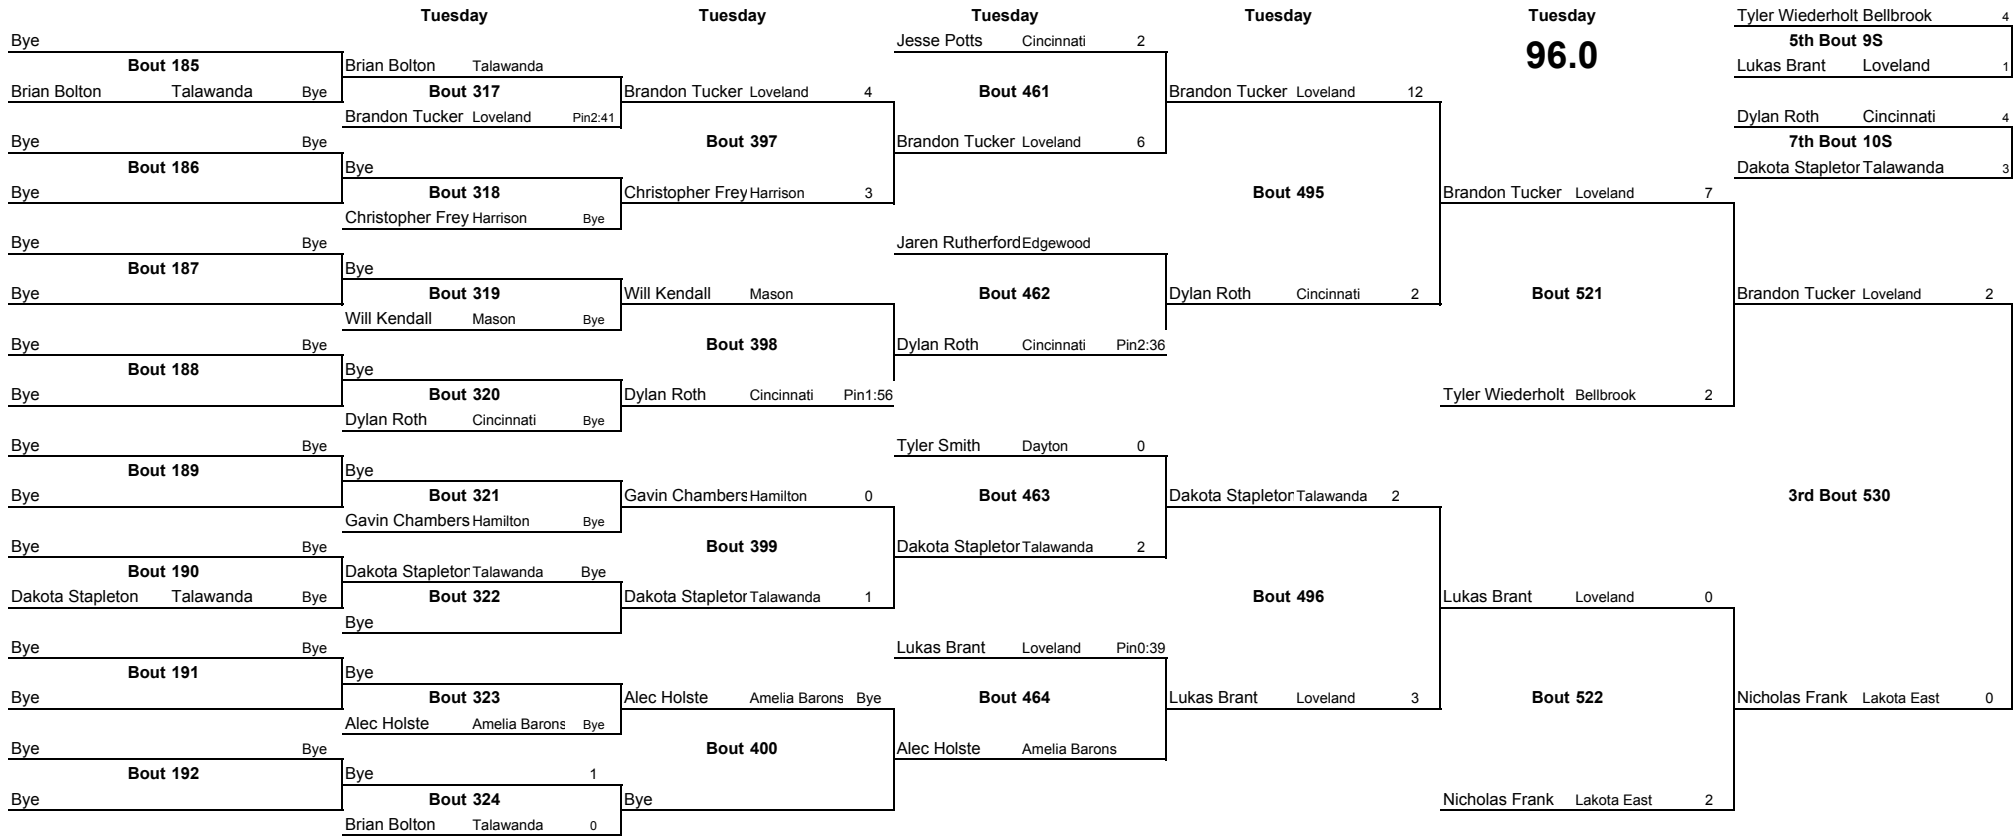 Tuesday Tuesday Tuesday Tuesday Tuesday Tyler Wiederholt Bellbrook 4
Bye Jesse Potts Cincinnati 2 96.0 5th Bout 9S
Bout 185 Brian Bolton Talawanda Lukas Brant Loveland 1
Brian Bolton Talawanda Bye Bout 317 Brandon Tucker Loveland 4 Bout 461 Brandon Tucker Loveland 12
Brandon Tucker Loveland Pin2:41 Dylan Roth Cincinnati 4
Bye Bye Bout 397 Brandon Tucker Loveland 6 7th Bout 10S
Bout 186 Bye Dakota Stapleton Talawanda 3
Bye Bout 318 Christopher Frey Harrison 3 Bout 495 Brandon Tucker Loveland 7
Christopher Frey Harrison Bye
Bye Bye Jaren Rutherford Edgewood
Bout 187 Bye
Bye Bout 319 Will Kendall Mason Bout 462 Dylan Roth Cincinnati 2 Bout 521 Brandon Tucker Loveland 2
Will Kendall Mason Bye
Bye Bye Bout 398 Dylan Roth Cincinnati Pin2:36
Bout 188 Bye
Bye Bout 320 Dylan Roth Cincinnati Pin1:56 Tyler Wiederholt Bellbrook 2
Dylan Roth Cincinnati Bye
Bye Bye Tyler Smith Dayton 0
Bout 189 Bye
Bye Bout 321 Gavin Chambers Hamilton 0 Bout 463 Dakota Stapleton Talawanda 2 3rd Bout 530
Gavin Chambers Hamilton Bye
Bye Bye Bout 399 Dakota Stapleton Talawanda 2
Bout 190 Dakota Stapleton Talawanda Bye
Dakota Stapleton Talawanda Bye Bout 322 Dakota Stapleton Talawanda 1 Bout 496 Lukas Brant Loveland 0
Bye
Bye Bye Lukas Brant Loveland Pin0:39
Bout 191 Bye
Bye Bout 323 Alec Holste Amelia Barons Bye Bout 464 Lukas Brant Loveland 3 Bout 522 Nicholas Frank Lakota East 0
Alec Holste Amelia Barons Bye
Bye Bye Bout 400 Alec Holste Amelia Barons
Bout 192 Bye 1
Bye Bout 324 Bye Nicholas Frank Lakota East 2
Brian Bolton Talawanda 0